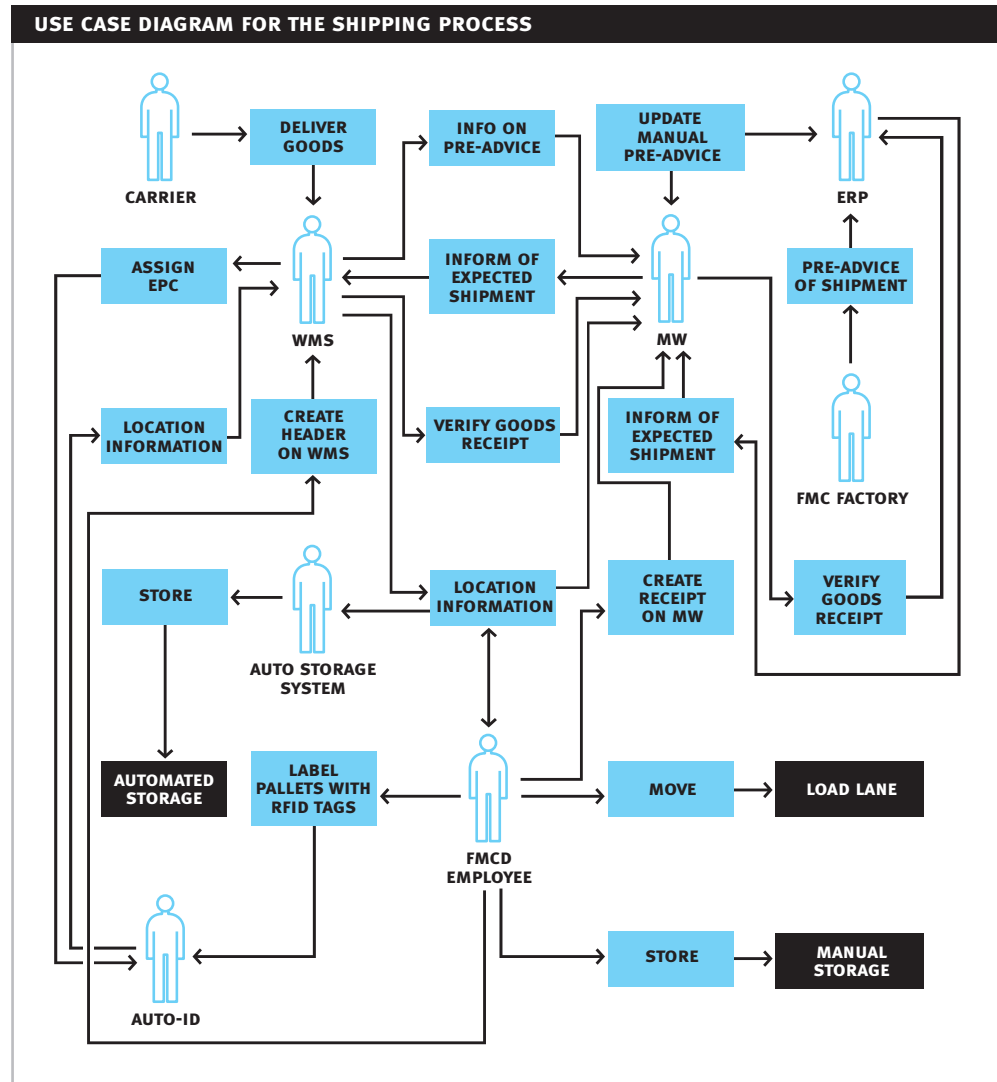 USE CASE DIAGRAM FOR THE SHIPPING PROCESS
CARRIER
DELIVER
GOODS
INFO ON
PRE-ADVICE
UPDATE
MANUAL
PRE-ADVICE
ERP
ASSIGN
EPC
WMS
INFORM OF
EXPECTED
SHIPMENT
MW
PRE-ADVICE
OF SHIPMENT
LOCATION
INFORMATION
CREATE
HEADER
ON WMS
VERIFY GOODS
RECEIPT
INFORM OF
EXPECTED
SHIPMENT
FMC FACTORY
STORE
AUTO STORAGE
SYSTEM
LOCATION
INFORMATION
CREATE
RECEIPT
ON MW
VERIFY
GOODS
RECEIPT
AUTOMATED
STORAGE
LABEL
PALLETS WITH
RFID TAGS
FMCD
EMPLOYEE
MOVE
LOAD LANE
AUTO-ID
STORE
MANUAL
STORAGE